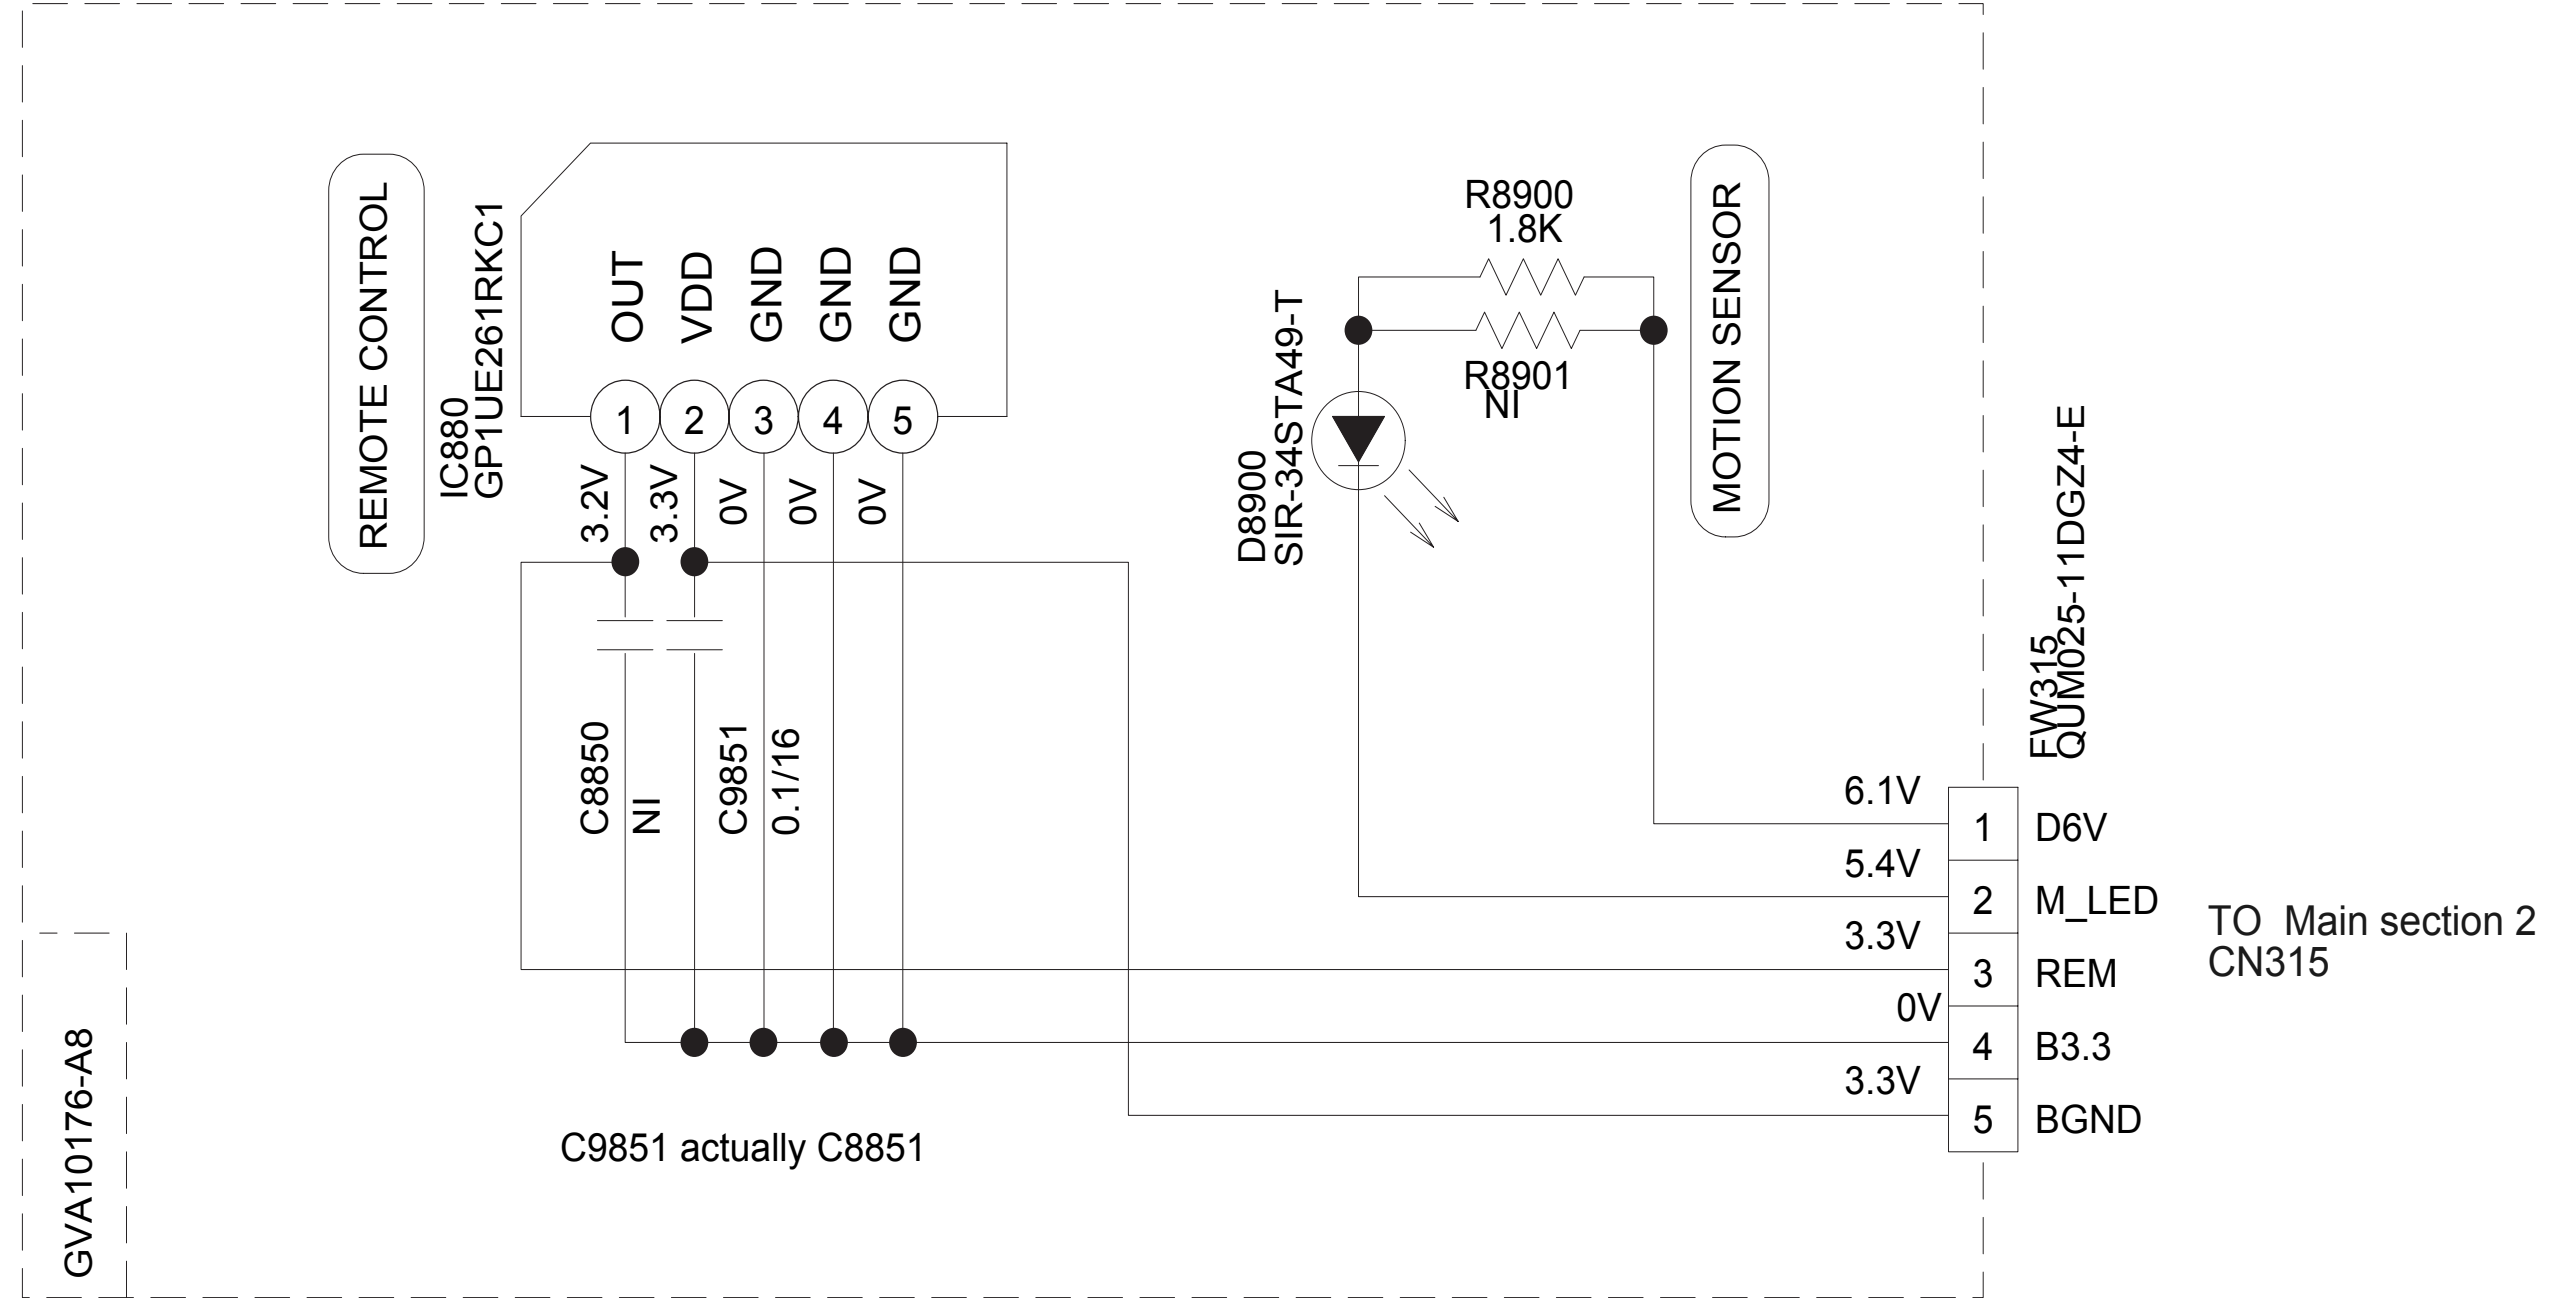 REMOTE CONTROL
IC880
GP1UE261RKC1
OUT
VDD
GND
GND
GND
1
2
3
4
5
3.2V
3.3V
0V
0V
0V
C8850
NI
C9851
0.1/16
C9851 actually C8851
GVA10176-A8
R8900
1.8K
R8901
NI
D8900
SIR-34STA49-T
MOTION SENSOR
FW315
QUM025-11DGZ4-E
6.1V
1 D6V
5.4V
2 M_LED
3.3V
3 REM
0V
4 B3.3
3.3V
5 BGND
TO Main section 2
CN315